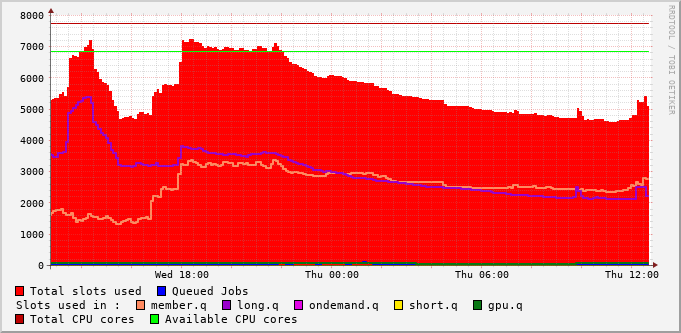 RRDTOOL / TOBI OETIKER
8000
7000
6000
5000
4000
3000
2000
1000
0
Wed 18:00 Thu 00:00 Thu 06:00 Thu 12:00
Total slots used Queued Jobs
Slots used in : member.q long.q ondemand.q short.q gpu.q
Total CPU cores Available CPU cores